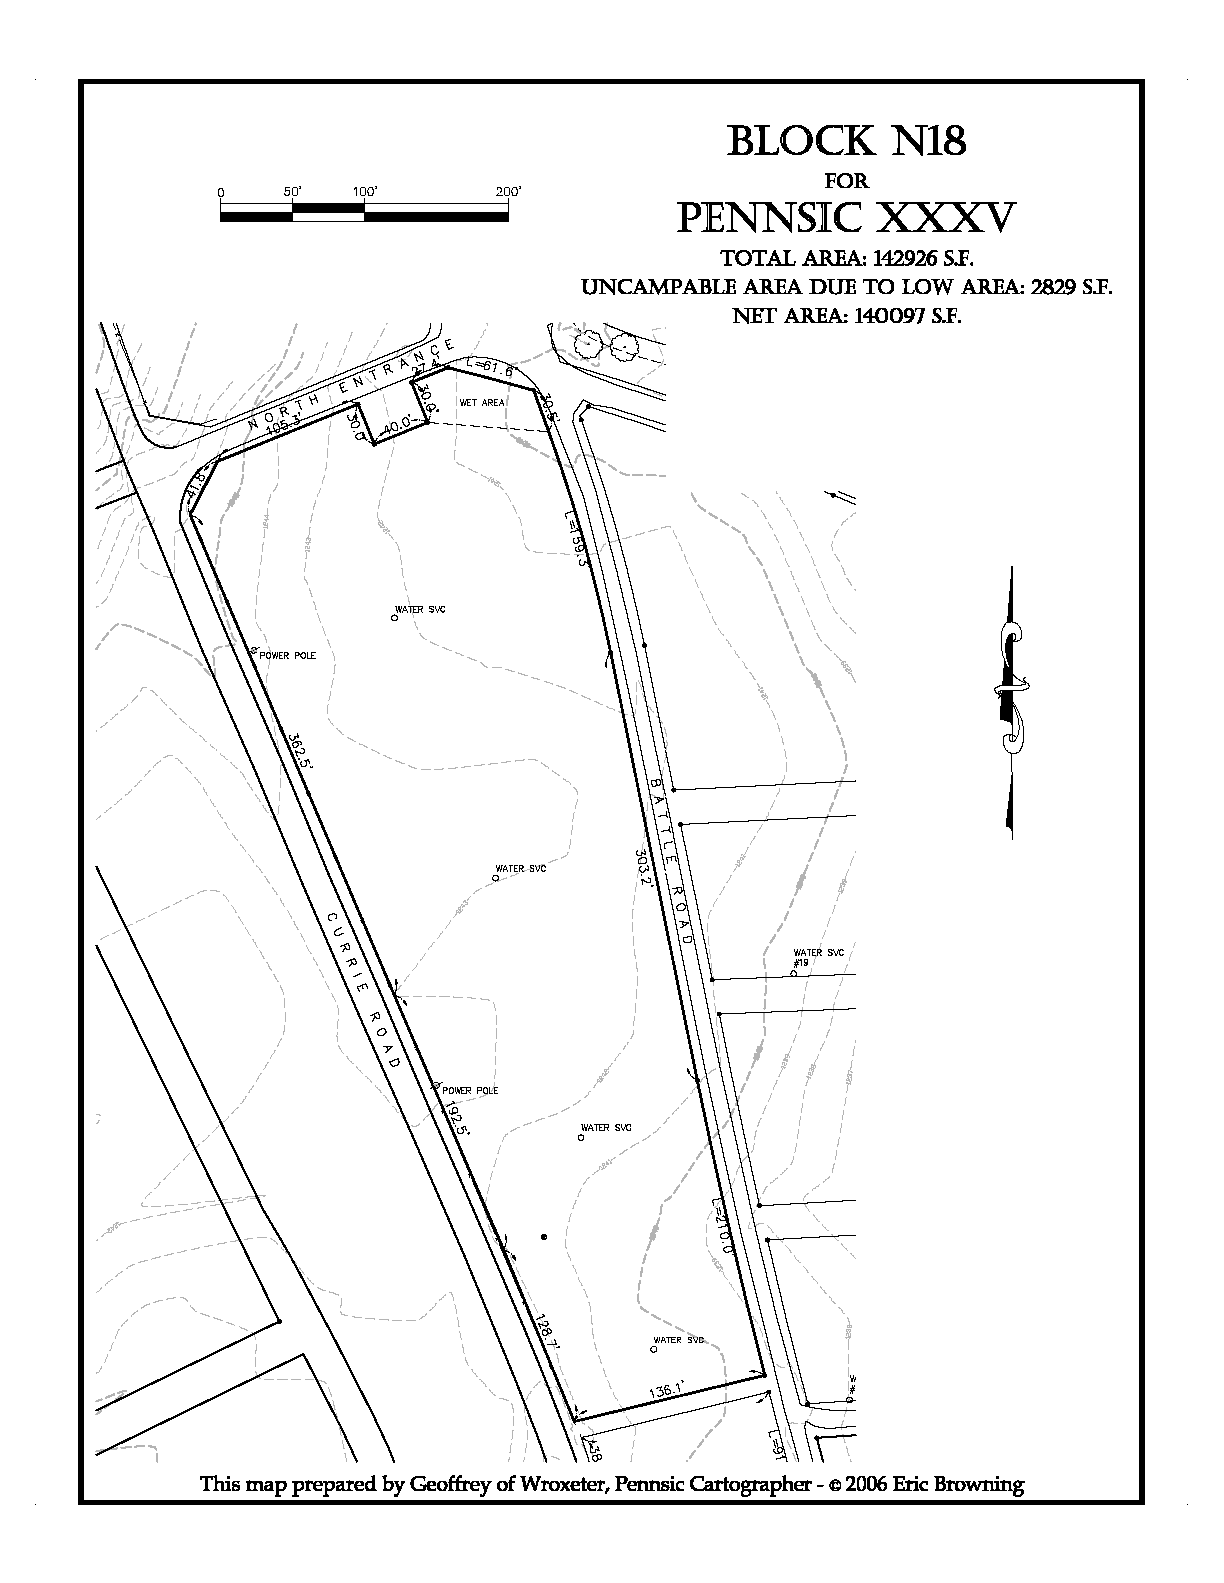 BLOCK N18
FOR
PENNSIC XXXV
TOTAL AREA: 142926 S.F.
UNCAMPABLE AREA DUE TO LOW AREA: 2829 S.F.
NET AREA: 140097 S.F.
0 50' 100' 200'
NORTH ENTRANCE
27.4'
L=61.6'
105.3'
30.0'
40.0'
30.0'
WET AREA
30.5'
41.8'
L=159.3'
WATER SVC
POWER POLE
362.5'
BATTLE ROAD
303.2'
WATER SVC
CURRIE ROAD
WATER SVC
#19
POWER POLE
192.5'
WATER SVC
L=210.0'
128.7'
WATER SVC
136.1'
This map prepared by Geoffrey of Wroxeter, Pennsic Cartographer - © 2006 Eric Browning